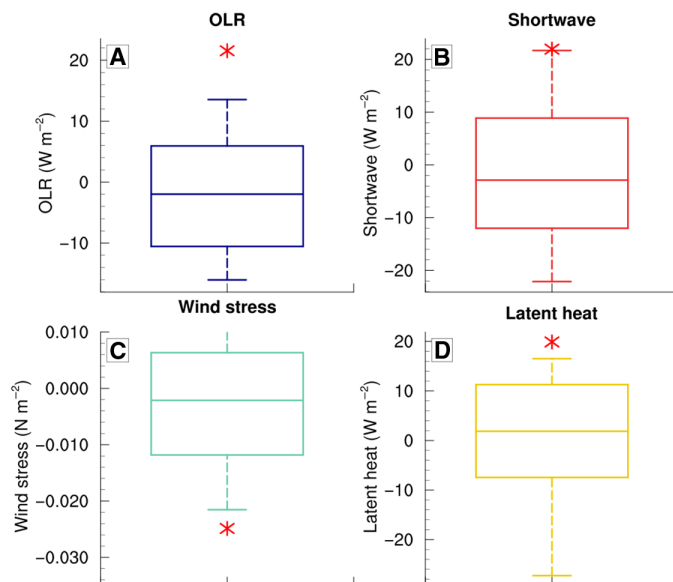 OLR
A
OLR (W m−2)
20
10
0
−10
Shortwave
B
Shortwave (W m−2)
20
10
0
−10
−20
Wind stress
C
Wind stress (N m−2)
0.010
0.000
−0.010
−0.020
−0.030
Latent heat
D
Latent heat (W m−2)
20
10
0
−10
−20